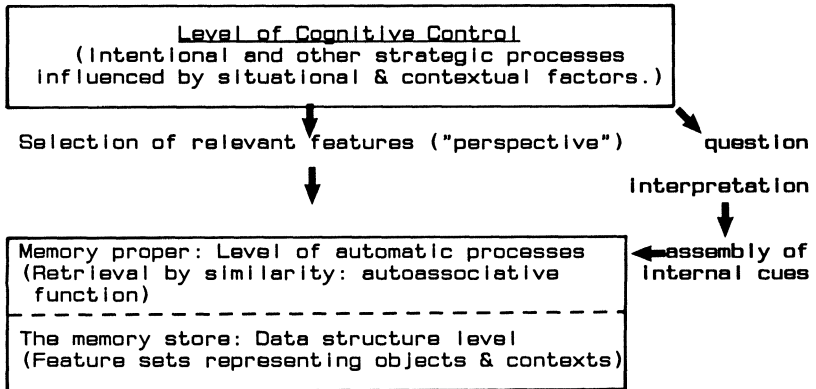 Level of Cognitive Control
(Intentional and other strategic processes
influenced by situational & contextual factors.)
Selection of relevant features ("perspective")
question
interpretation
assembly of
internal cues
Memory proper: Level of automatic processes
(Retrieval by similarity: autoassociative
function)
The memory store: Data structure level
(Feature sets representing objects & contexts)